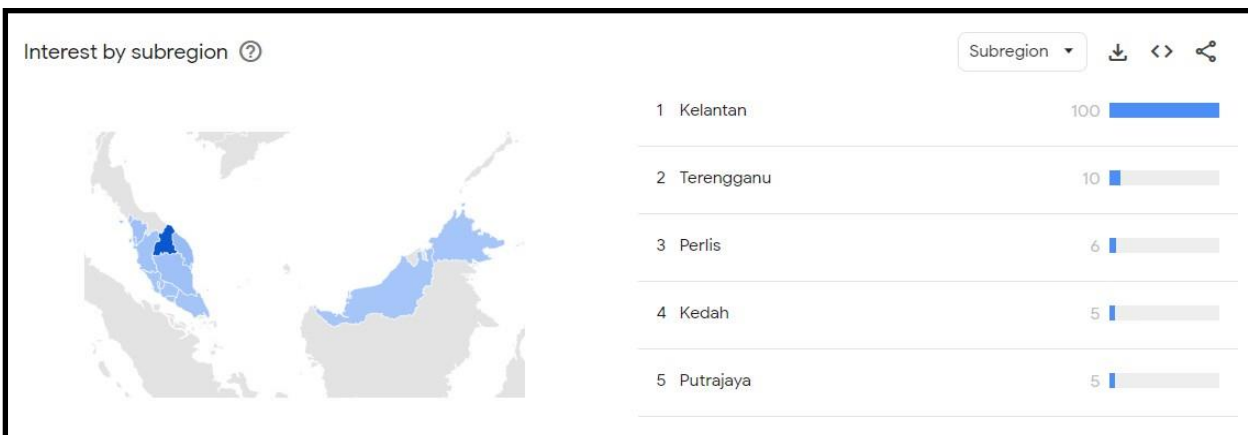 Interest by subregion ?
Subregion
1 Kelantan 100
2 Terengganu 10
3 Perlis 6
4 Kedah 5
5 Putrajaya 5